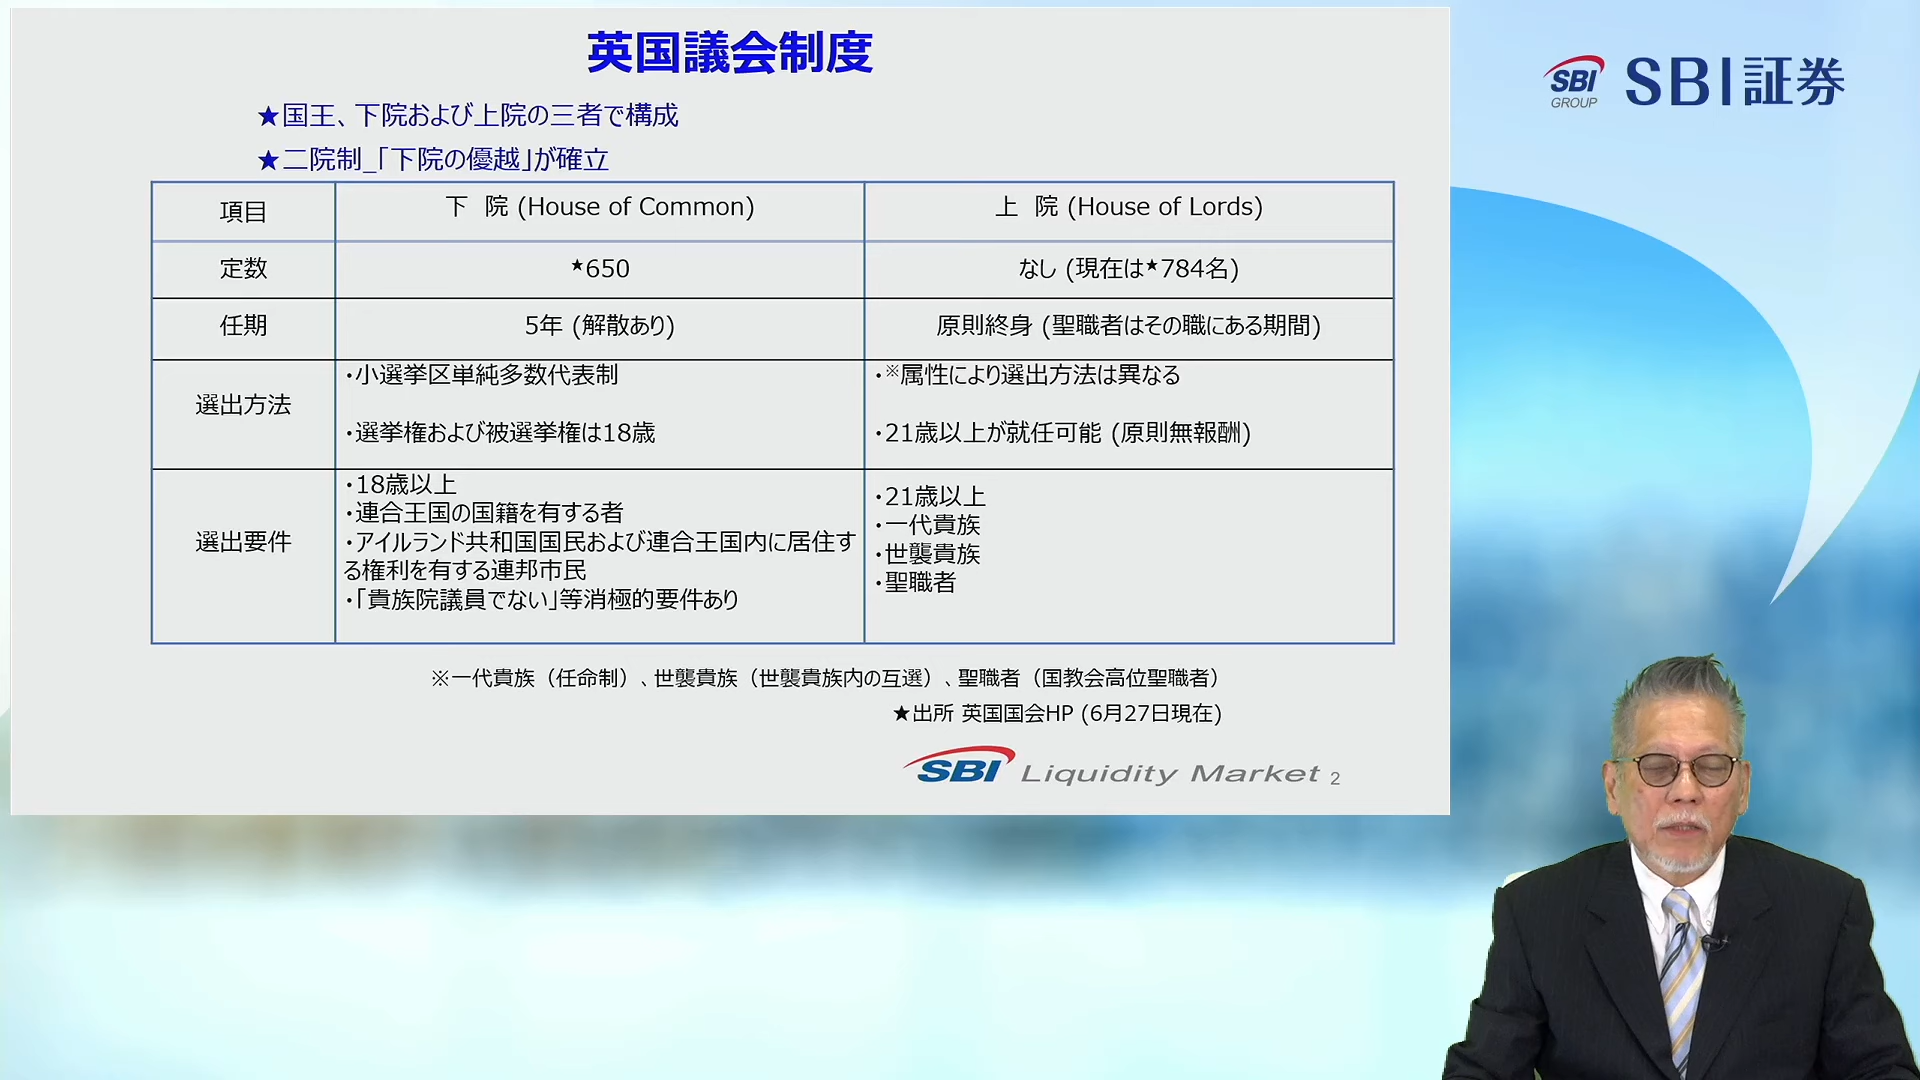 英国議会制度
★国王、下院および上院の三者で構成
★二院制_「下院の優越」が確立
項目
下 院 (House of Common)
上 院 (House of Lords)
定数
★650
なし (現在は★784名)
任期
5年 (解散あり)
原則終身 (聖職者はその職にある期間)
選出方法
・小選挙区単純多数代表制
・選挙権および被選挙権は18歳
・※属性により選出方法は異なる
・21歳以上が就任可能 (原則無報酬)
選出要件
・18歳以上
・連合王国の国籍を有する者
・アイルランド共和国国民および連合王国内に居住す
る権利を有する連邦市民
・「貴族院議員でない」等消極的要件あり
・21歳以上
・一代貴族
・世襲貴族
・聖職者
※一代貴族（任命制）、世襲貴族（世襲貴族内の互選）、聖職者（国教会高位聖職者）
★出所 英国国会HP (6月27日現在)
SBI Liquidity Market 2
SBI
GROUP
SBI証券